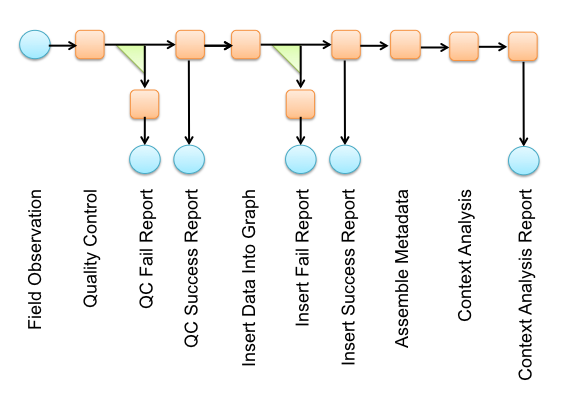 Field Observation
Quality Control
QC Fail Report
QC Success Report
Insert Data Into Graph
Insert Fail Report
Insert Success Report
Assemble Metadata
Context Analysis
Context Analysis Report